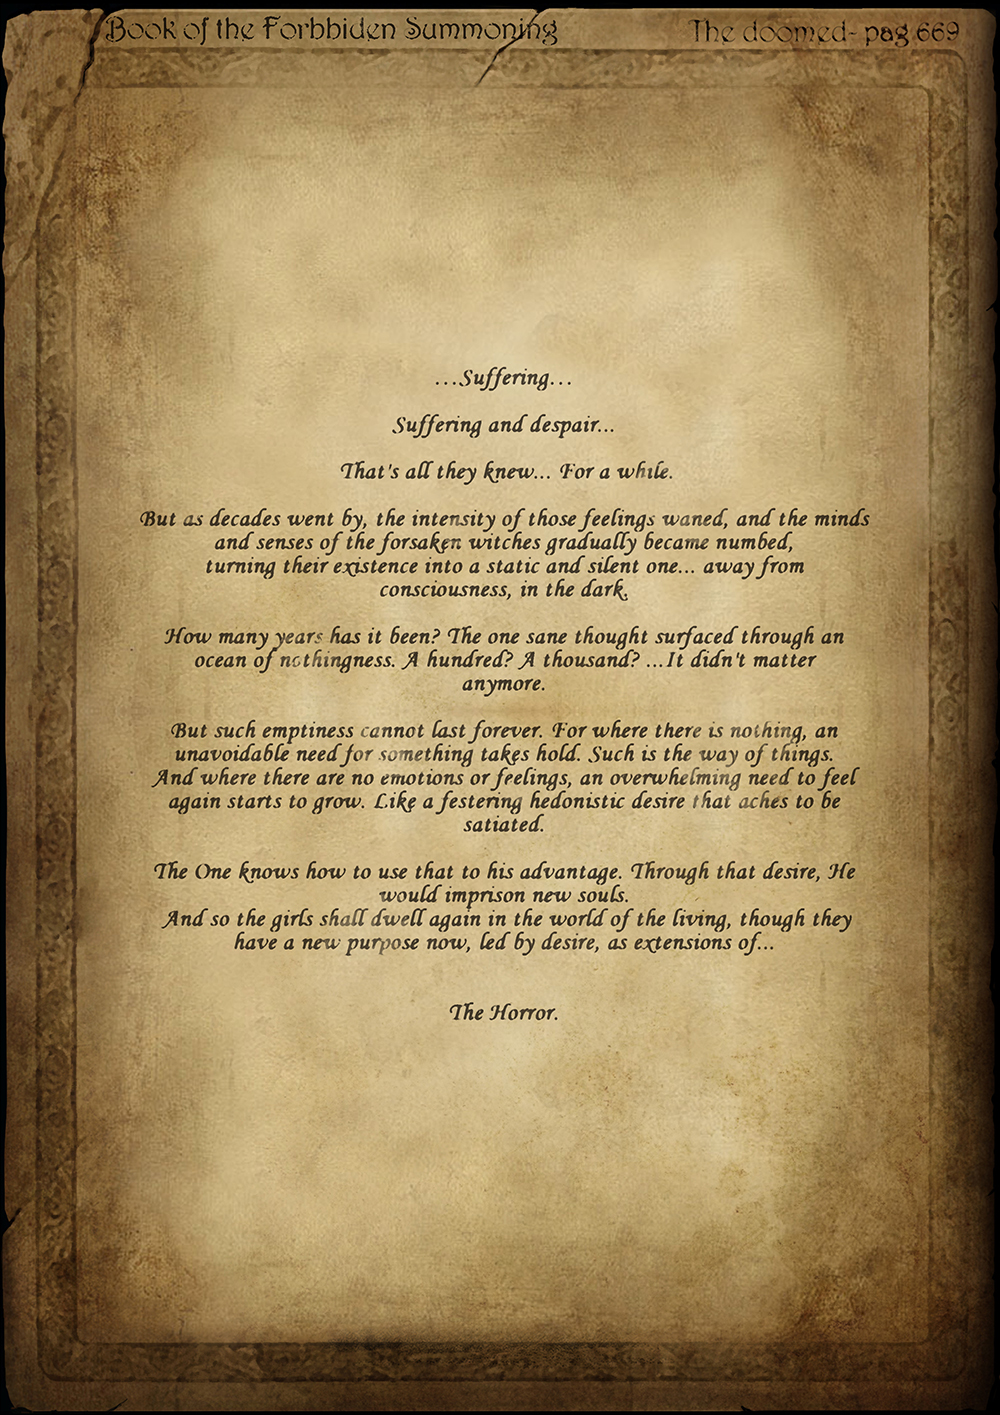 Book of the Forbbiden Summoning
The doomed- pag.669
...Suffering...
Suffering and despair...
That's all they knew... For a while.
But as decades went by, the intensity of those feelings waned, and the minds
and senses of the forsaken witches gradually became numbed,
turning their existence into a static and silent one... away from
consciousness, in the dark.
How many years has it been? The one sane thought surfaced through an
ocean of nothingness. A hundred? A thousand? ...It didn't matter
anymore.
But such emptiness cannot last forever. For where there is nothing, an
unavoidable need for something takes hold. Such is the way of things.
And where there are no emotions or feelings, an overwhelming need to feel
again starts to grow. Like a festering hedonistic desire that aches to be
satiated.
The One knows how to use that to his advantage. Through that desire, He
would imprison new souls.
And so the girls shall dwell again in the world of the living, though they
have a new purpose now, led by desire, as extensions of...
The Horror.